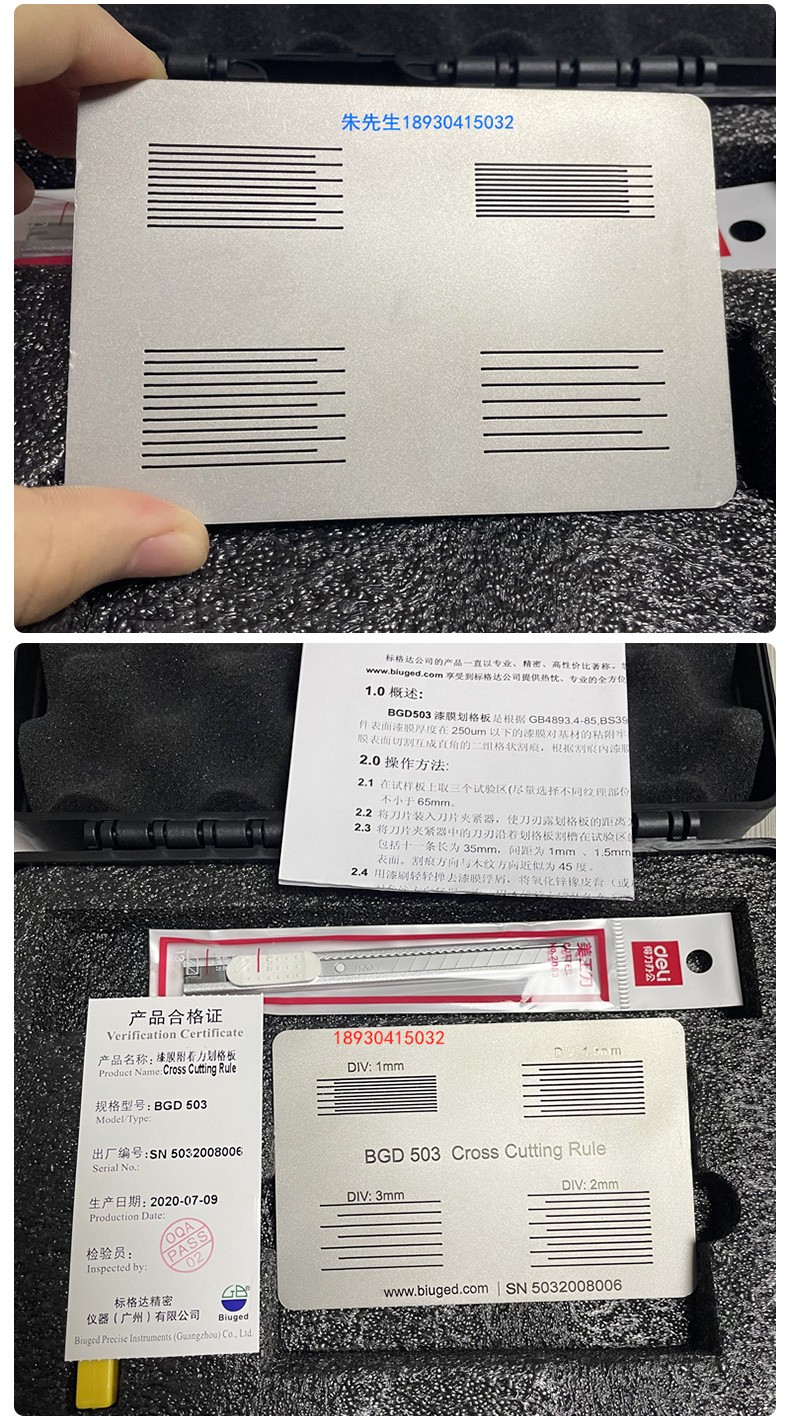 朱先生18930415032
标格达公司的产品一直以专业、精密、高性价比著称。
www.biuged.com 享受到标格达公司提供热忱、专业的全方位
1.0 概述:
BGD503 漆膜划格板是根据 GB4893.4-85,BS39
件表面漆膜厚度在 250um 以下的漆膜对基材的粘附牢
膜表面切割互成直角的二组格状割痕，根据割痕内漆膜
2.0 操作方法:
2.1 在试样板上取三个试验区(尽量选择不同纹理部位
不小于 65mm。
2.2 将刀片装入刀片夹紧器，使刀刃露划格板的距离
2.3 将刀片夹紧器中的刀刃沿着划格板割槽在试验区
包括十一条长为 35mm，间距为 1mm 、1.5mm
表面。割痕方向与木纹方向近似为 45 度。
2.4 用漆刷轻轻掸去漆膜浮屑，将氧化锌橡皮膏（或
美工刀
deli
得力办公
产品合格证
Verification Certificate
产品名称: 漆膜附着力划格板
Product Name: Cross Cutting Rule
规格型号: BGD 503
Model/Type:
出厂编号: SN 5032008006
Serial No.:
生产日期: 2020-07-09
Production Date:
检验员:
Inspected by:
OQA
PASS
02
标格达精密
仪器（广州）有限公司
Biuged
Biuged Precise Instruments (Guangzhou) Co., Ltd.
18930415032
DIV: 1mm
BGD 503 Cross Cutting Rule
DIV: 3mm
DIV: 2mm
www.biuged.com | SN 5032008006